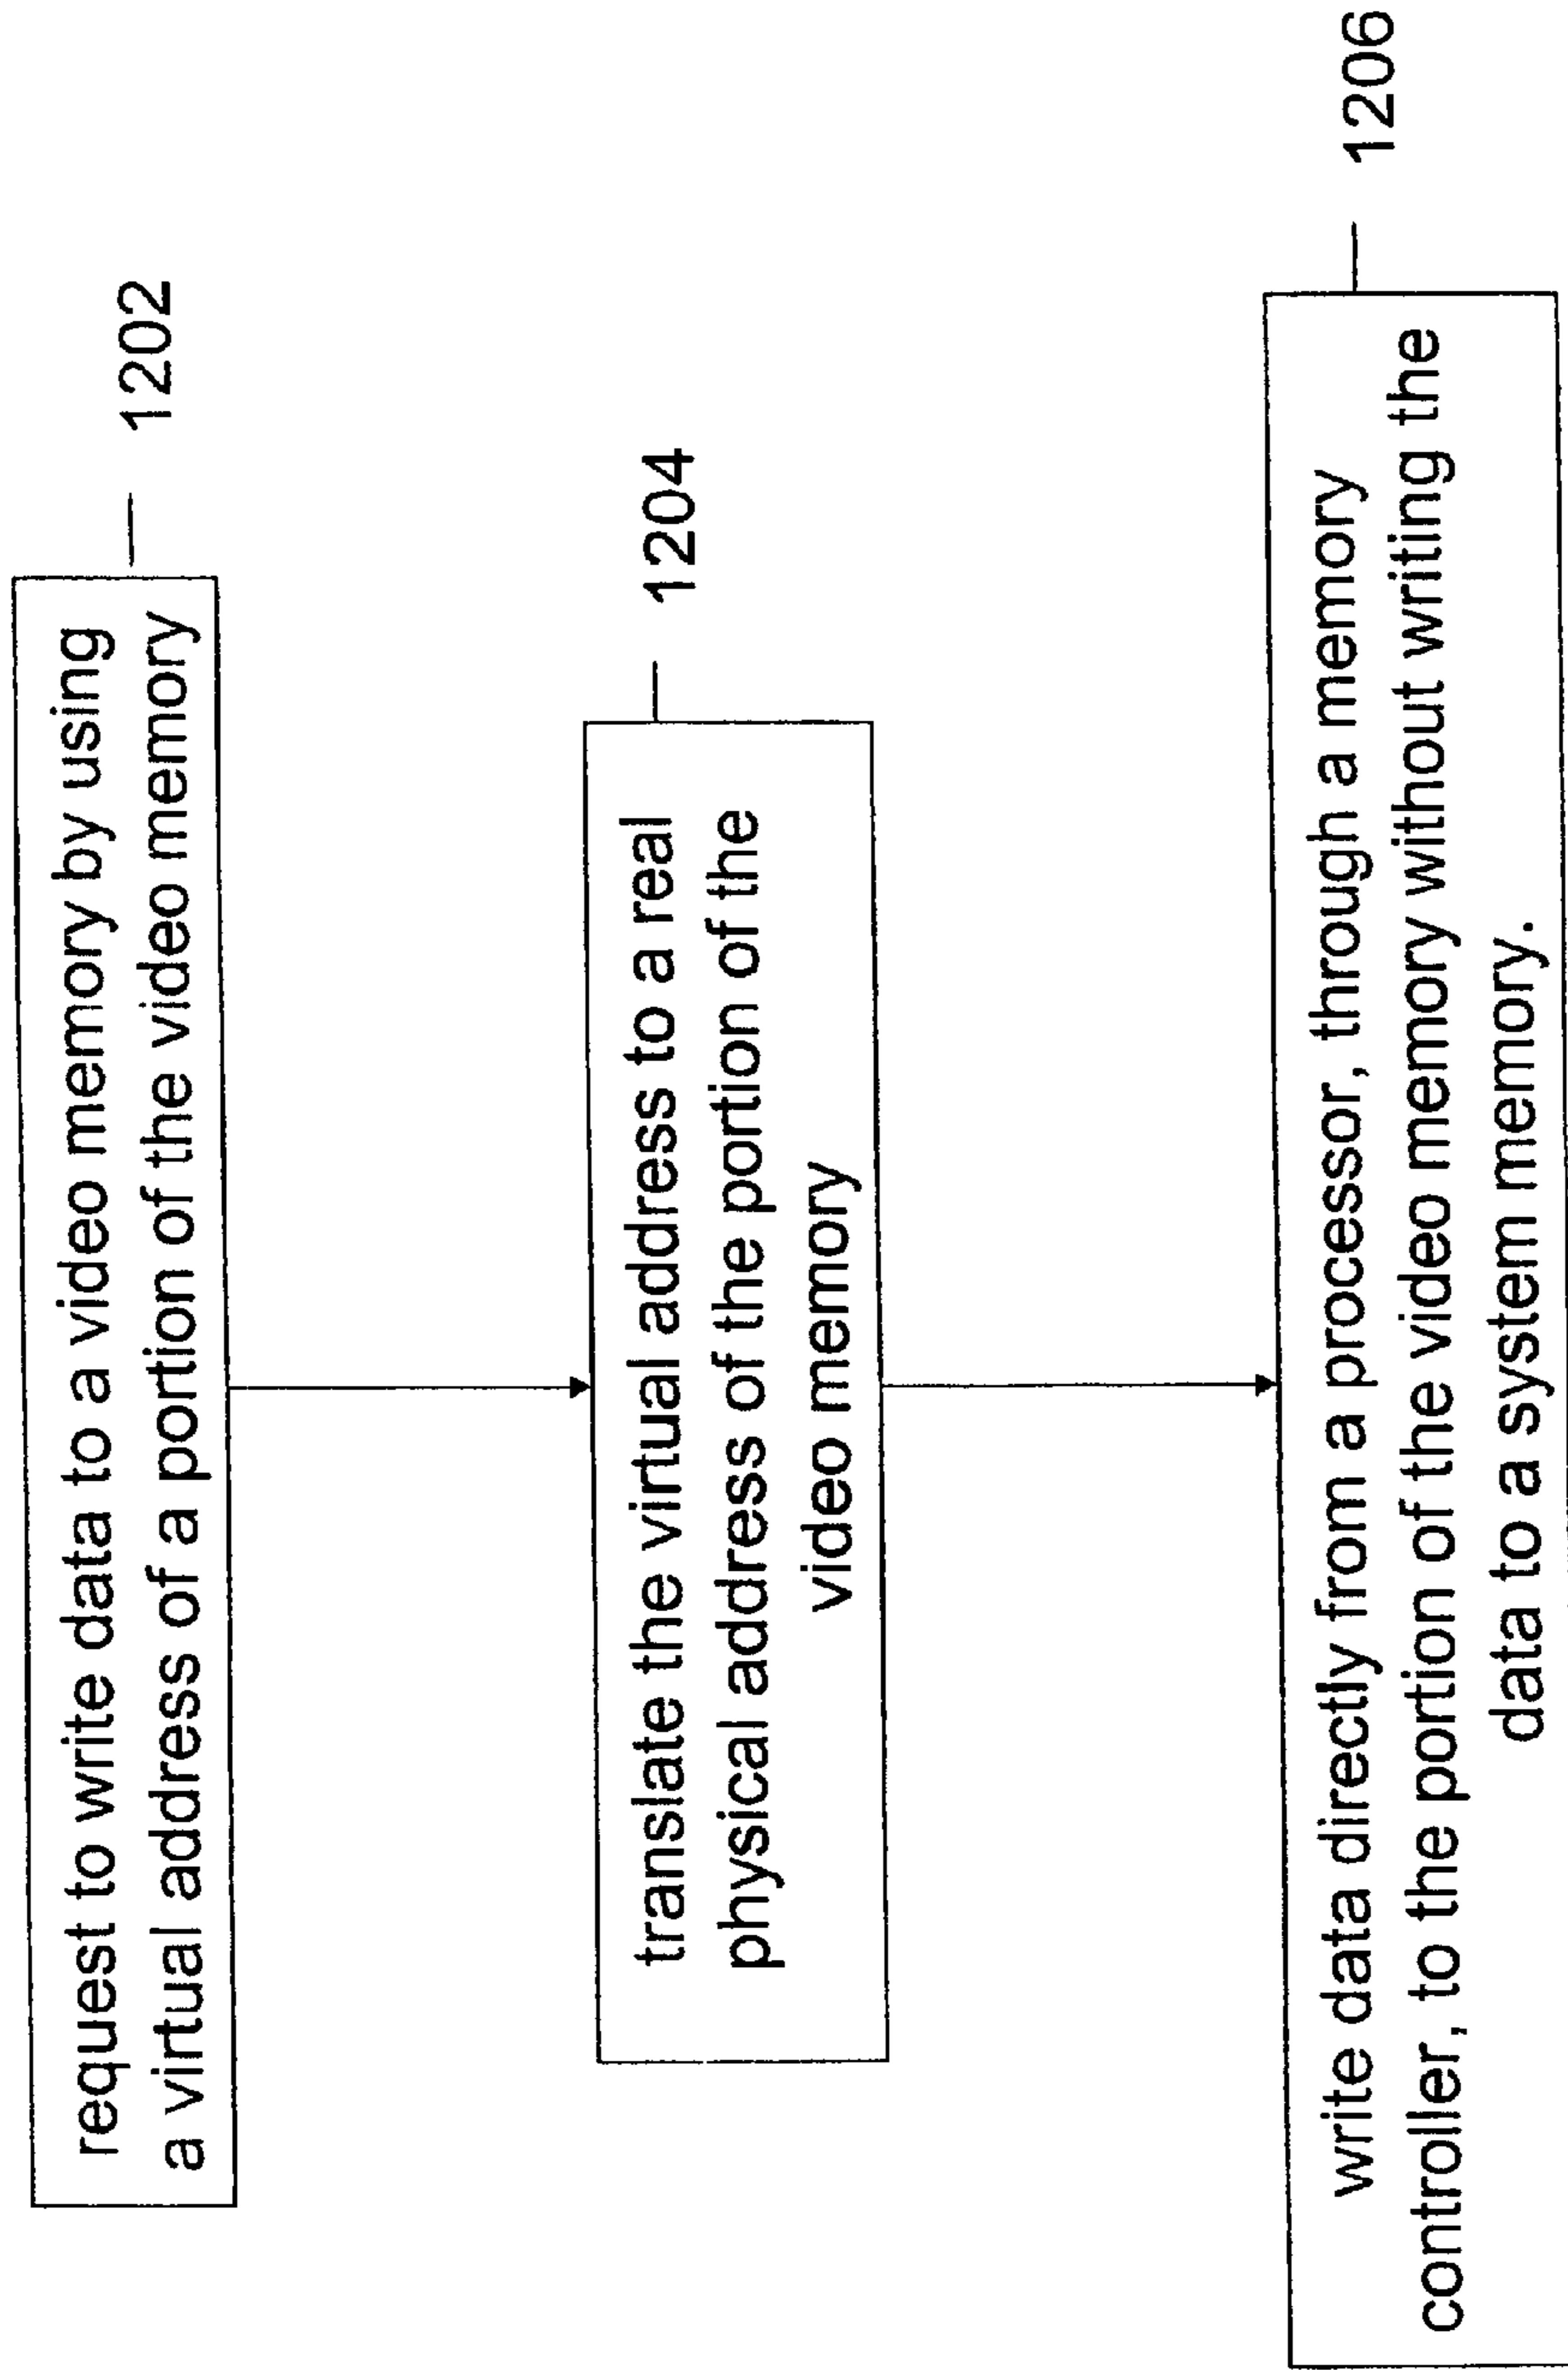 request to write data to a video memory by using
a virtual address of a portion of the video memory
1202
translate the virtual address to a real
physical address of the portion of the
video memory
1204
write data directly from a processor, through a memory
controller, to the portion of the video memory without writing the
data to a system memory.
1206